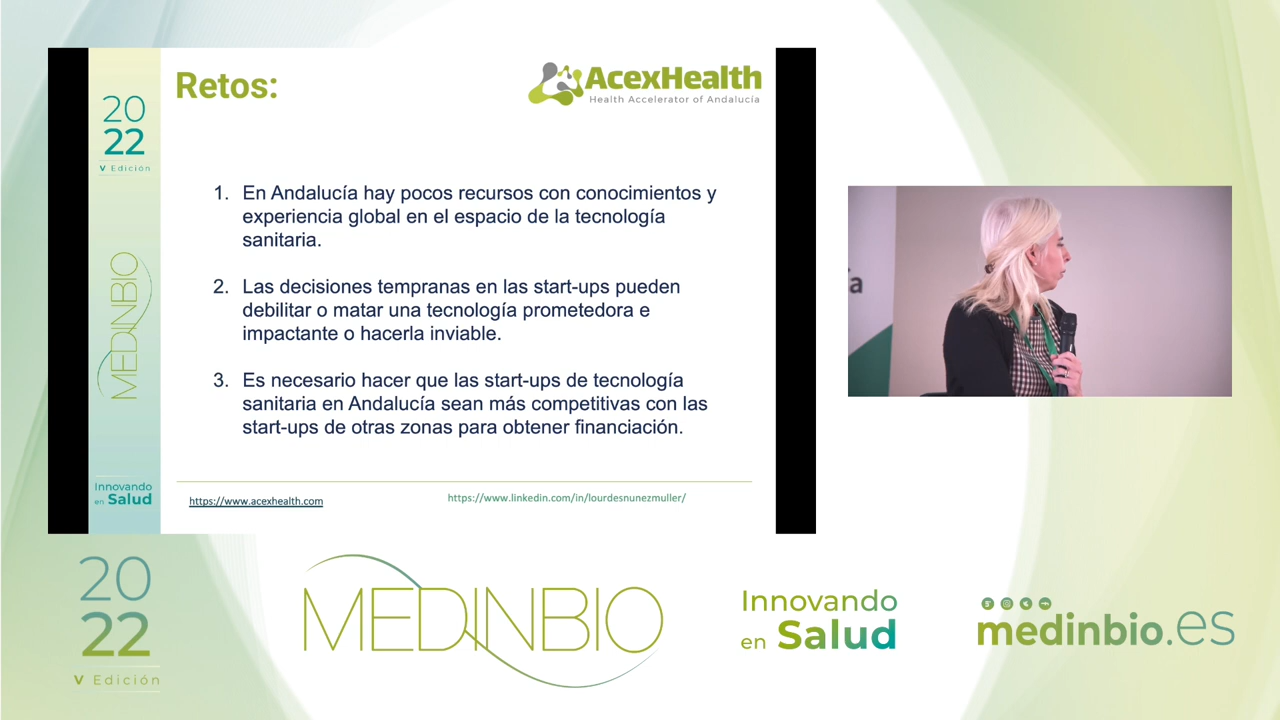 20
22
V Edición
MEDINBIO
Innovando
en Salud
Retos:
AcexHealth
Health Accelerator of Andalucía
1. En Andalucía hay pocos recursos con conocimientos y
experiencia global en el espacio de la tecnología
sanitaria.
2. Las decisiones tempranas en las start-ups pueden
debilitar o matar una tecnología prometedora e
impactante o hacerla inviable.
3. Es necesario hacer que las start-ups de tecnología
sanitaria en Andalucía sean más competitivas con las
start-ups de otras zonas para obtener financiación.
https://www.acexhealth.com
https://www.linkedin.com/in/lourdesnunezmuller/
ía
20
22
V Edición
MEDINBIO
Innovando
en Salud
medinbio.es